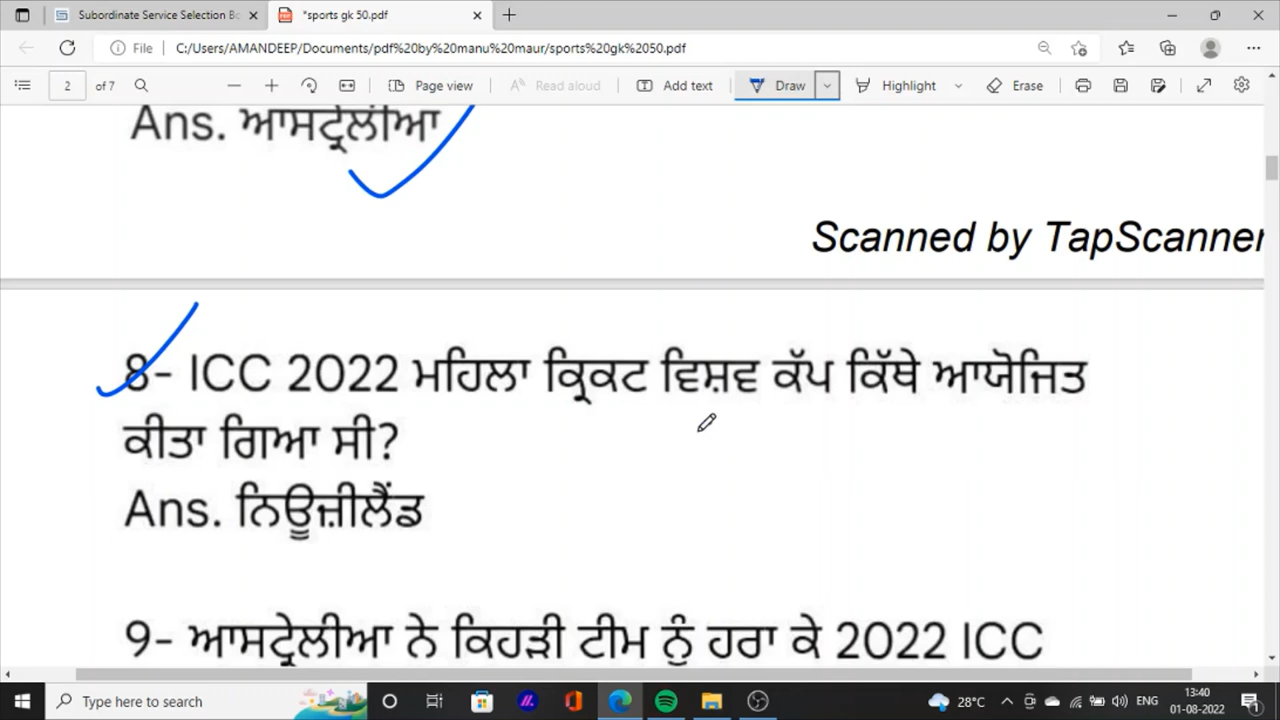 Subordinate Service Selection Bo
*sports gk 50.pdf
File
C:/Users/AMANDEEP/Documents/pdf%20by%20manu%20maur/sports%20gk%2050.pdf
2 of 7
Page view
Read aloud
Add text
Draw
Highlight
Erase
Ans. ਆਸਟ੍ਰੇਲੀਆ
Scanned by TapScanner
8- ICC 2022 ਮਹਿਲਾ ਕ੍ਰਿਕਟ ਵਿਸ਼ਵ ਕੱਪ ਕਿੱਥੇ ਆਯੋਜਿਤ
ਕੀਤਾ ਗਿਆ ਸੀ?
Ans. ਨਿਊਜ਼ੀਲੈਂਡ
9- ਆਸਟ੍ਰੇਲੀਆ ਨੇ ਕਿਹੜੀ ਟੀਮ ਨੂੰ ਹਰਾ ਕੇ 2022 ICC
Type here to search
28°C
ENG
13:40
01-08-2022
1